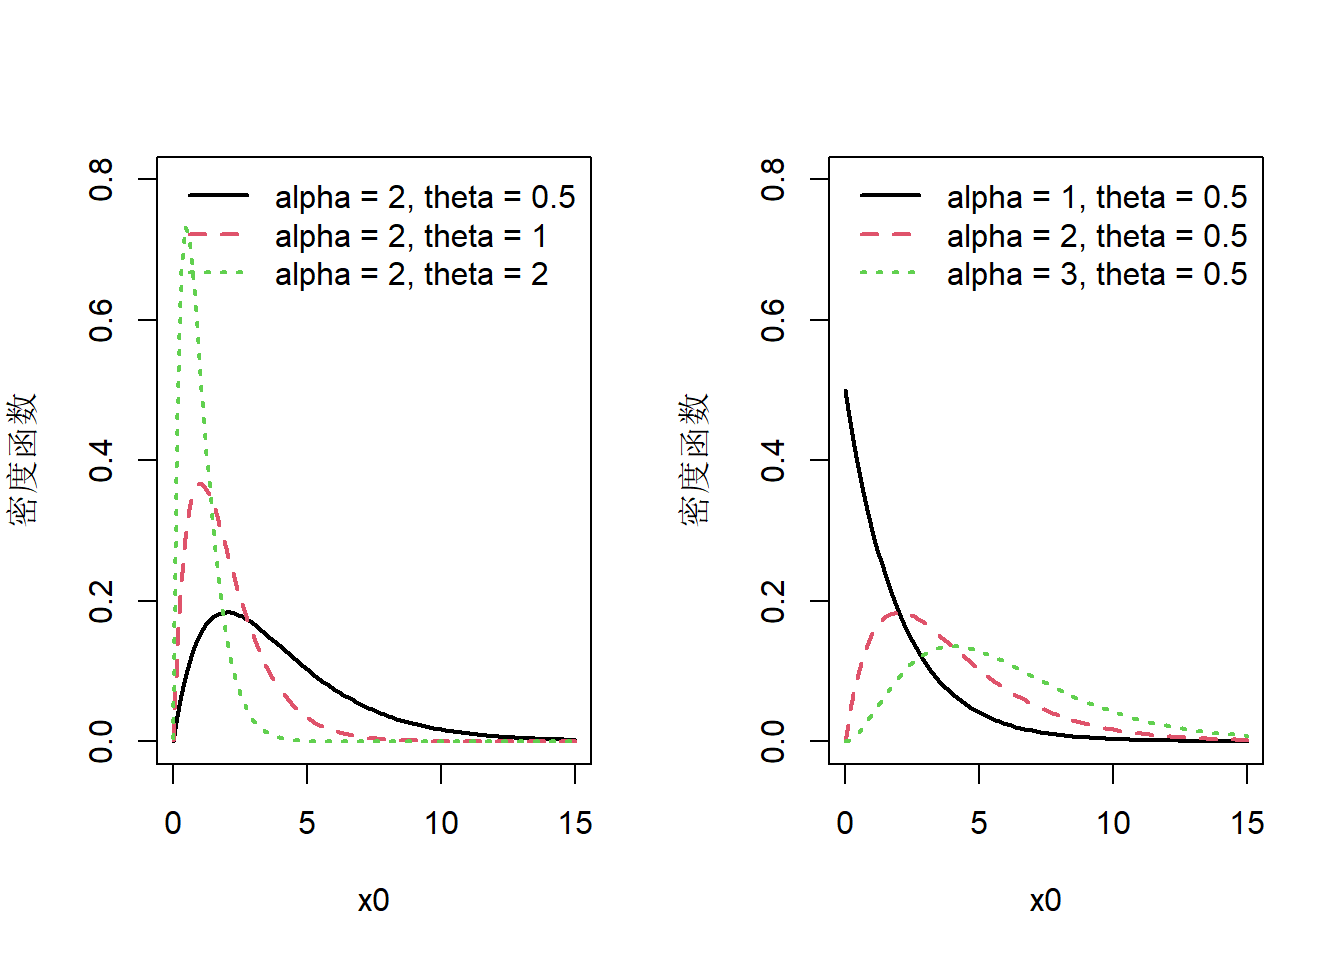 alpha = 2, theta = 0.5
alpha = 2, theta = 1
alpha = 2, theta = 2
密度函数
0.0
0.2
0.4
0.6
0.8
0
5
10
15
x0
alpha = 1, theta = 0.5
alpha = 2, theta = 0.5
alpha = 3, theta = 0.5
密度函数
0.0
0.2
0.4
0.6
0.8
0
5
10
15
x0